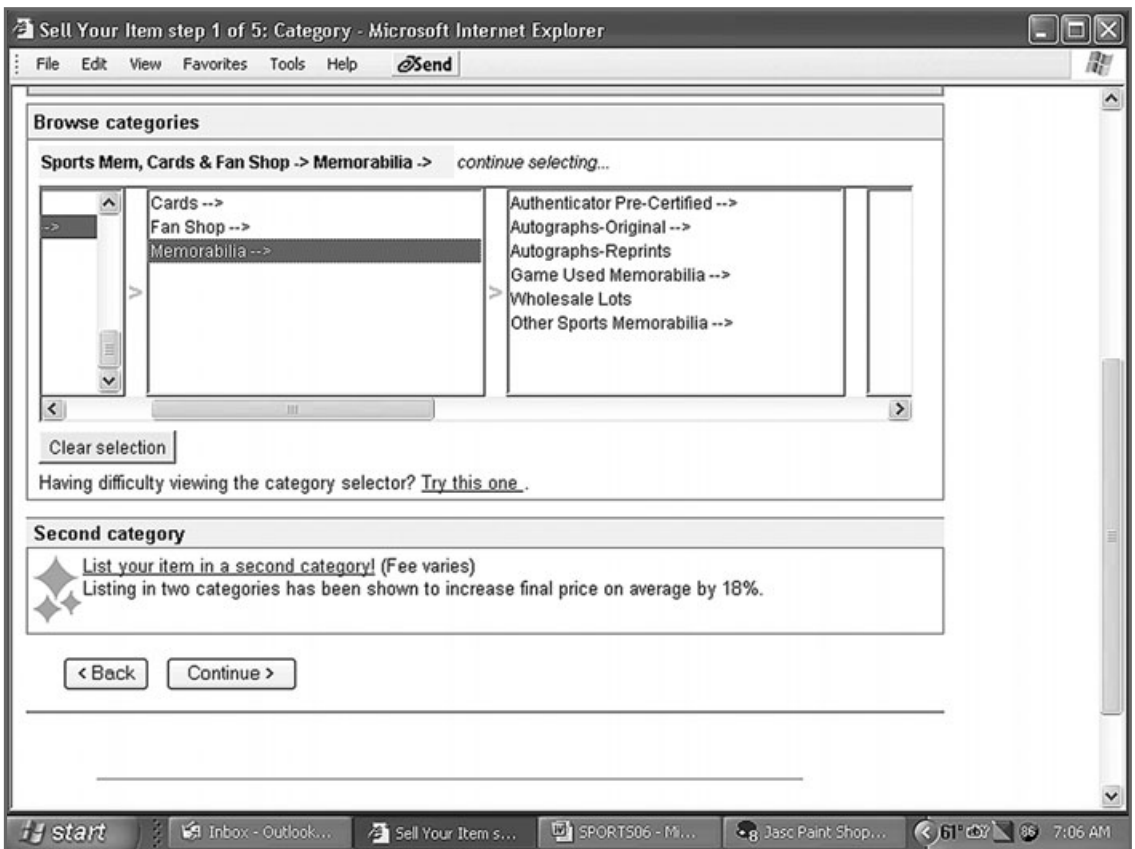 Sell Your Item step 1 of 5: Category - Microsoft Internet Explorer
File Edit View Favorites Tools Help Send
Browse categories
Sports Mem, Cards & Fan Shop -> Memorabilia -> continue selecting...
Cards -->
Fan Shop -->
Memorabilia -->
-->
>
>
Authenticator Pre-Certified -->
Autographs-Original -->
Autographs-Reprints
Game Used Memorabilia -->
Wholesale Lots
Other Sports Memorabilia -->
Clear selection
Having difficulty viewing the category selector? Try this one .
Second category
List your item in a second category! (Fee varies)
Listing in two categories has been shown to increase final price on average by 18%.
< Back Continue >
start Inbox - Outlook... Sell Your Item s... SPORTS06 - Mi... 8 Jasc Paint Shop... 61° 86 7:06 AM